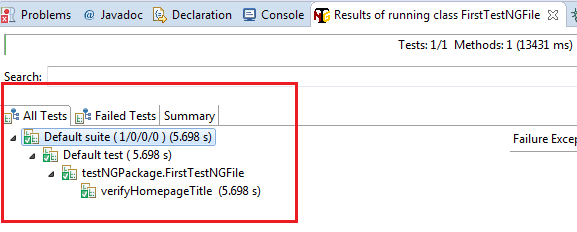 Problems @ Javadoc Declaration Console Results of running class FirstTestNGFile
Tests: 1/1 Methods: 1 (13431 ms)
Search:
All Tests Failed Tests Summary
Default suite ( 1/0/0/0 ) (5.698 s)
Failure Excep
Default test ( 5.698 s)
testNGPackage.FirstTestNGFile
verifyHomepageTitle (5.698 s)